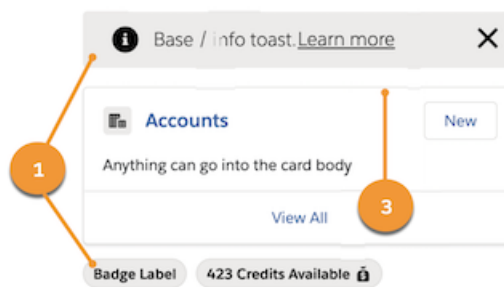 Base / info toast. Learn more
Accounts
New
Anything can go into the card body
1
3
View All
Badge Label
423 Credits Available